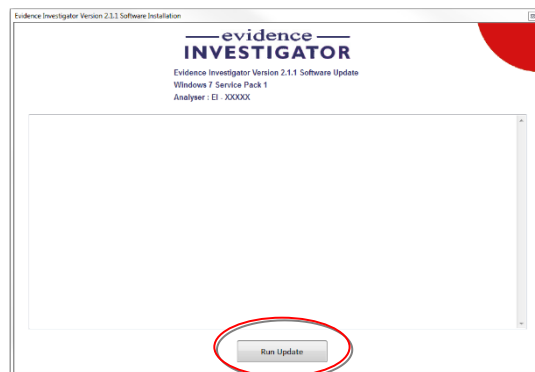 Evidence Investigator Version 2.1.1 Software Installation
evidence
INVESTIGATOR
Evidence Investigator Version 2.1.1 Software Update
Windows 7 Service Pack 1
Analyser : EI - XXXXX
Run Update